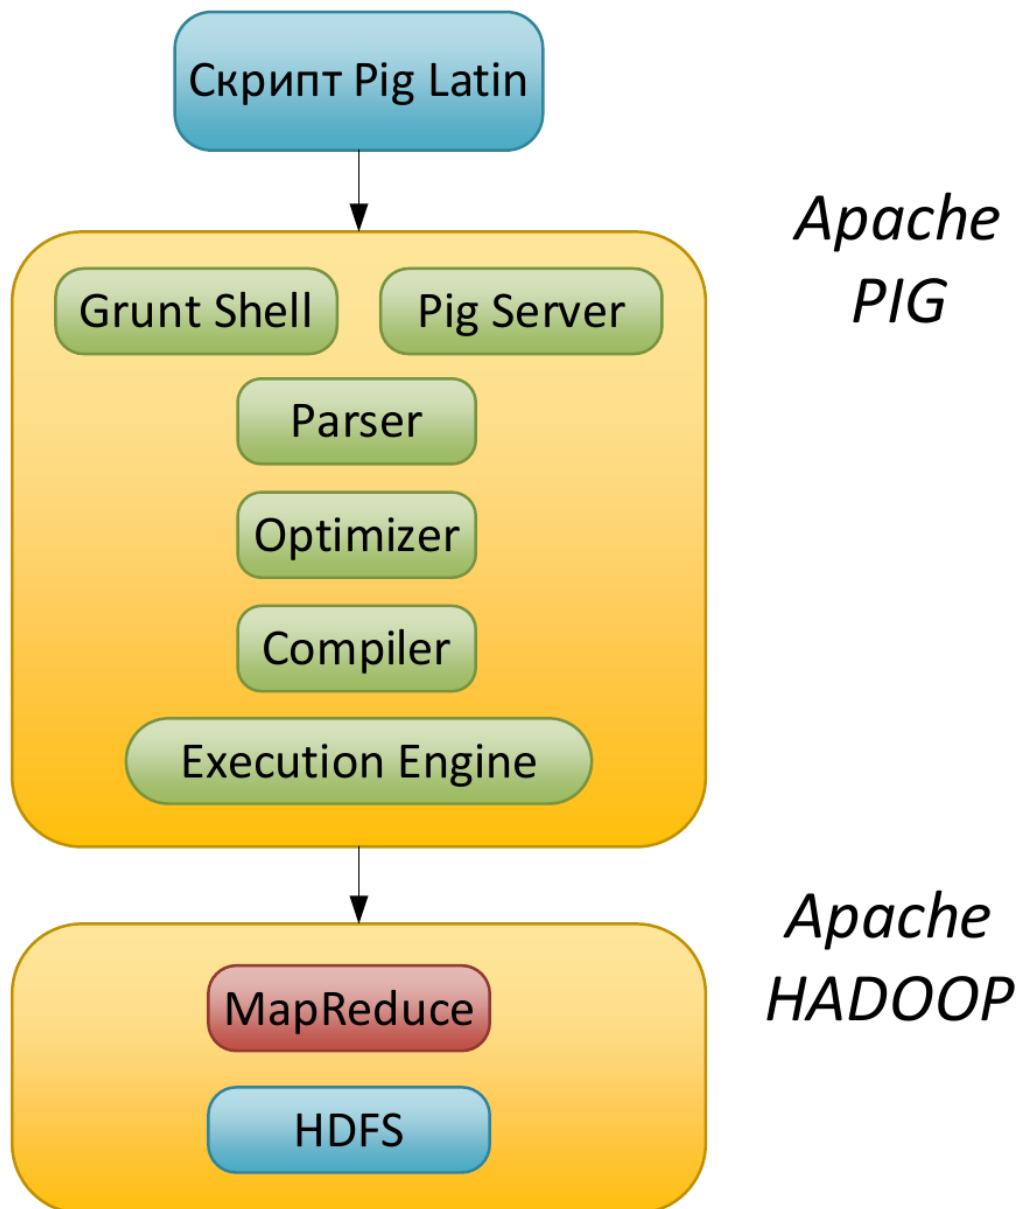 Скрипт Pig Latin
Apache
PIG
Grunt Shell
Pig Server
Parser
Optimizer
Compiler
Execution Engine
Apache
HADOOP
MapReduce
HDFS